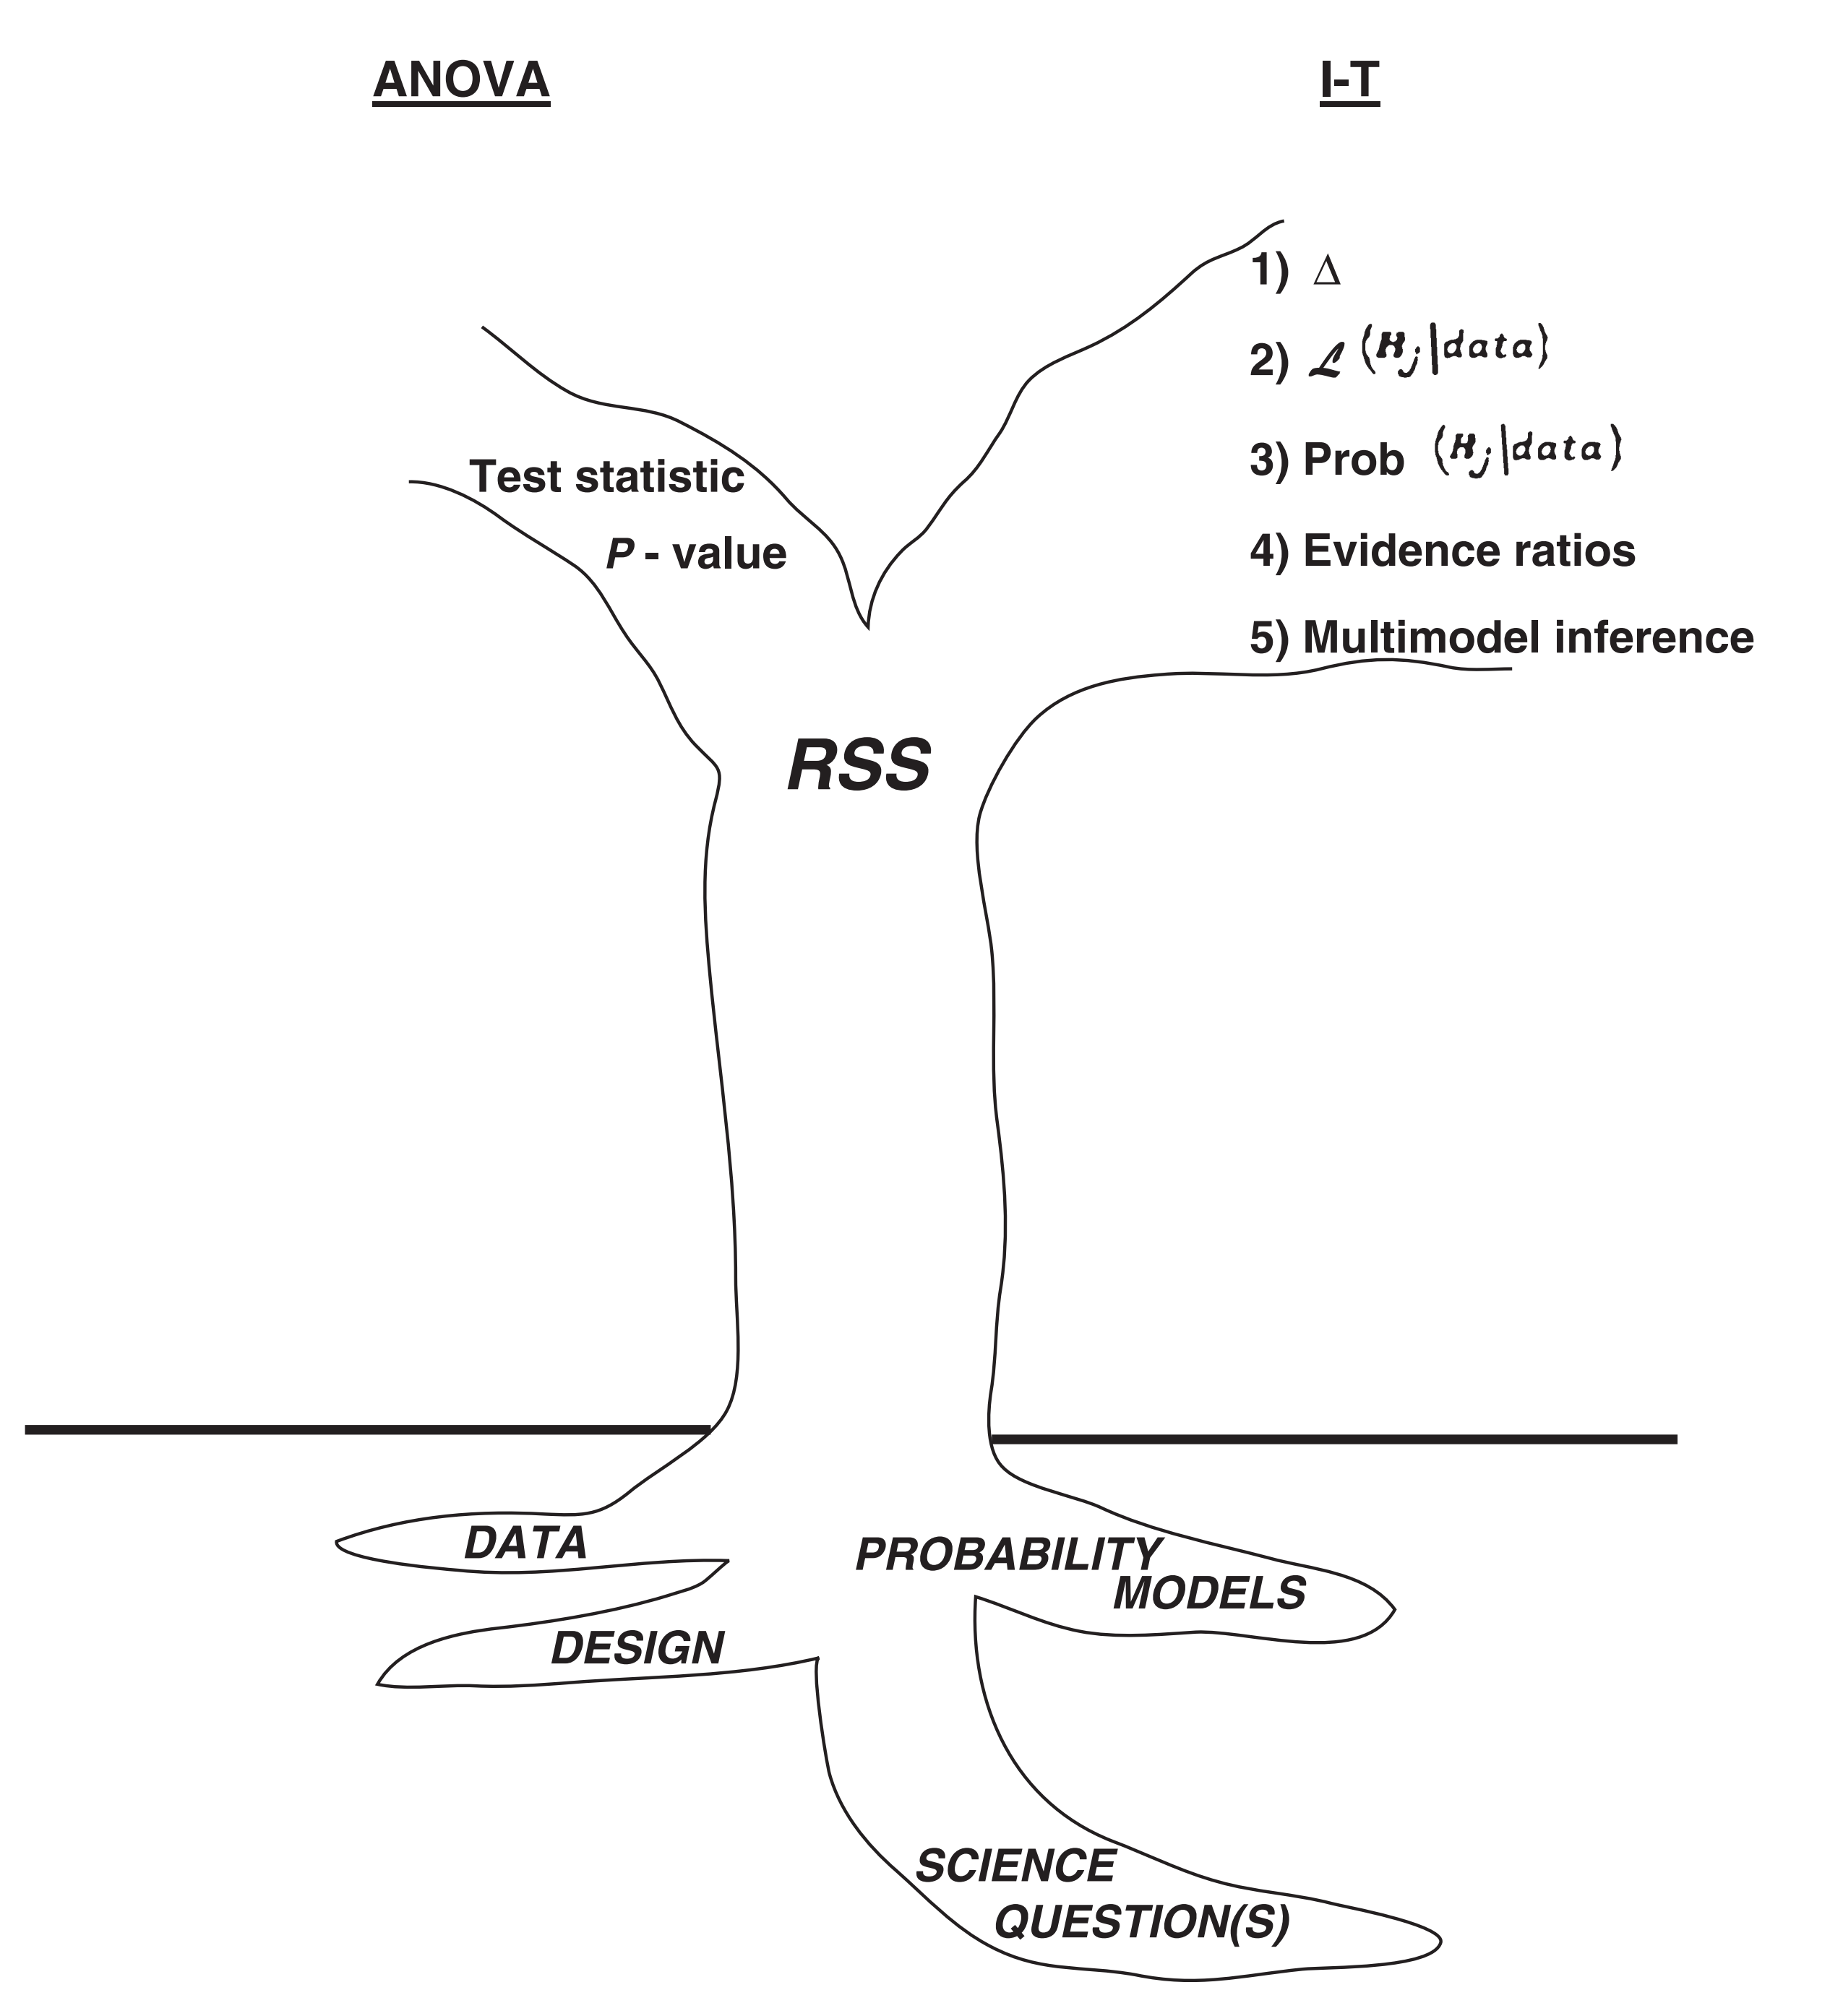 ANOVA
I-T
1) Δ
2) ℒ (Hj|data)
3) Prob (Hj|data)
4) Evidence ratios
5) Multimodel inference
Test statistic
P - value
RSS
DATA
DESIGN
PROBABILITY
MODELS
SCIENCE
QUESTION(S)